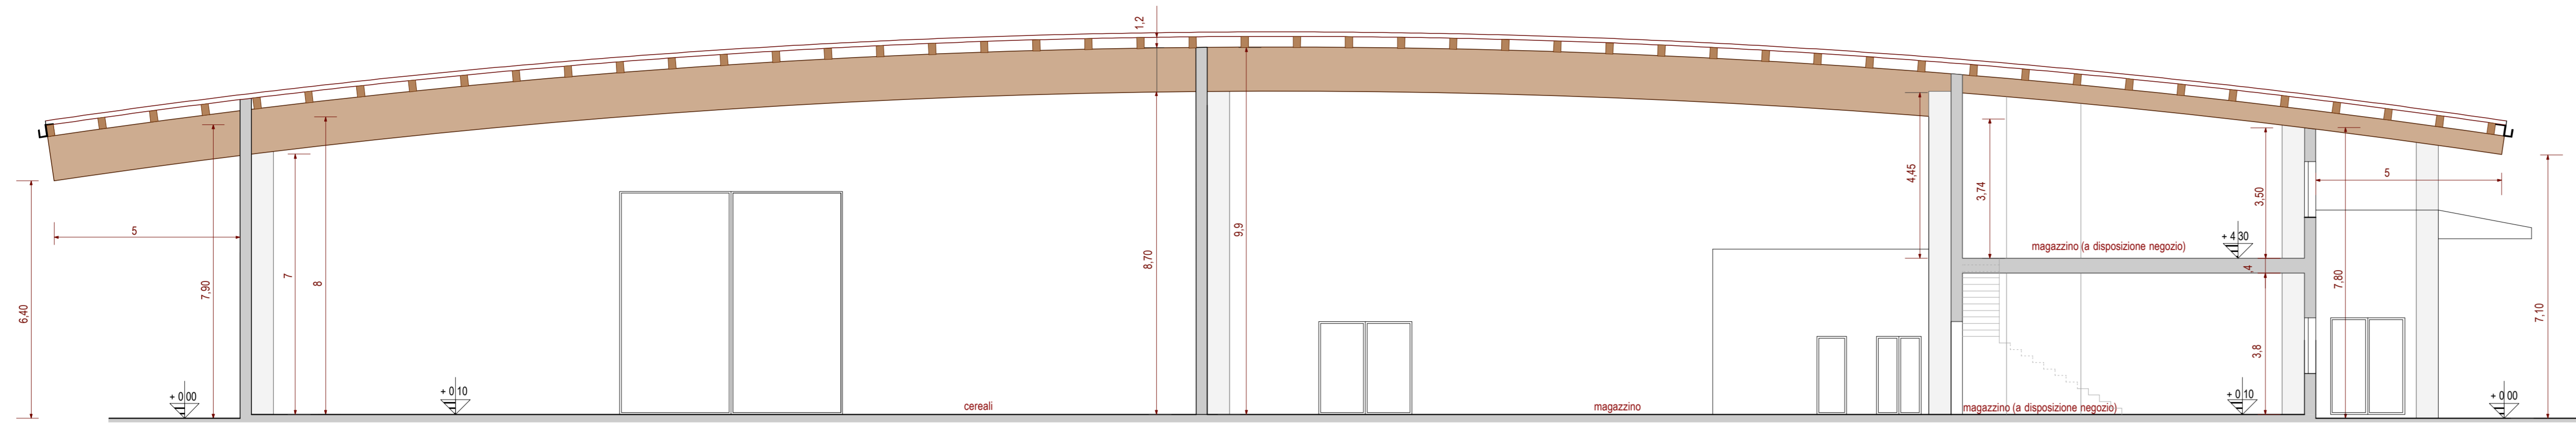 1,2
4,45
3,74
5
3,50
magazzino (a disposizione negozio)
+ 4 30
5
9,9
8,70
7
8
7,90
6,40
,4
7,80
7,10
3,8
+ 0 00
+ 0 10
cereali
magazzino
magazzino (a disposizione negozio)
+ 0 10
+ 0 00